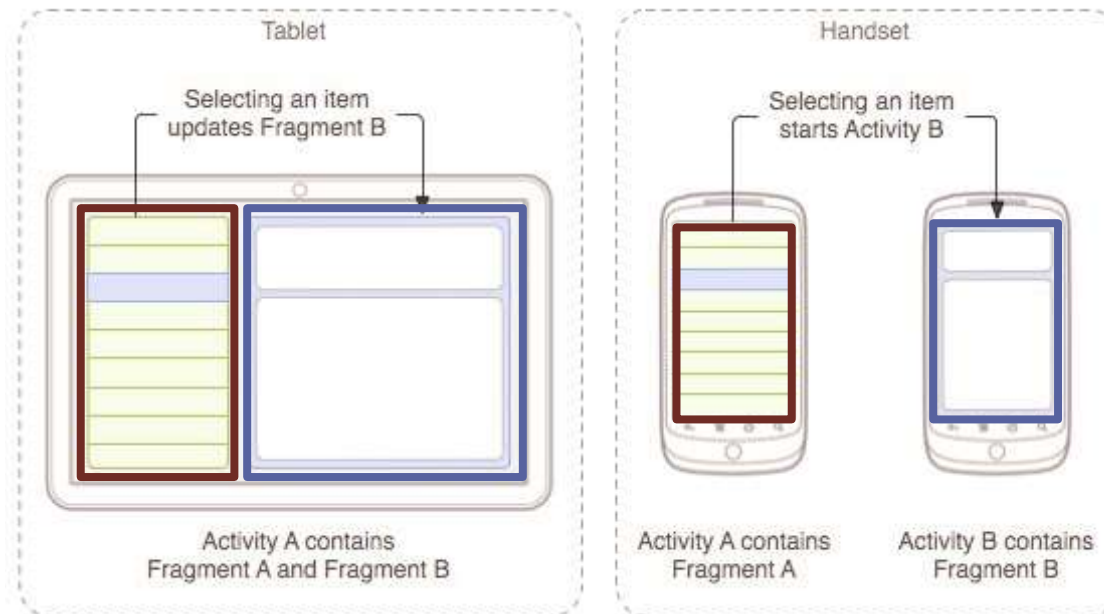 Tablet
Selecting an item
updates Fragment B
Activity A contains
Fragment A and Fragment B
Handset
Selecting an item
starts Activity B
Activity A contains
Fragment A
Activity B contains
Fragment B